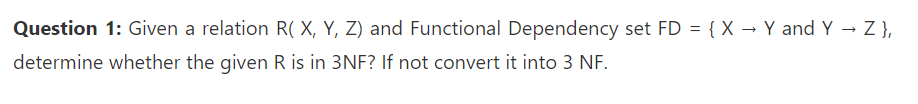 Question 1: Given a relation R( X, Y, Z) and Functional Dependency set FD = { X → Y and Y → Z },
determine whether the given R is in 3NF? If not convert it into 3 NF.